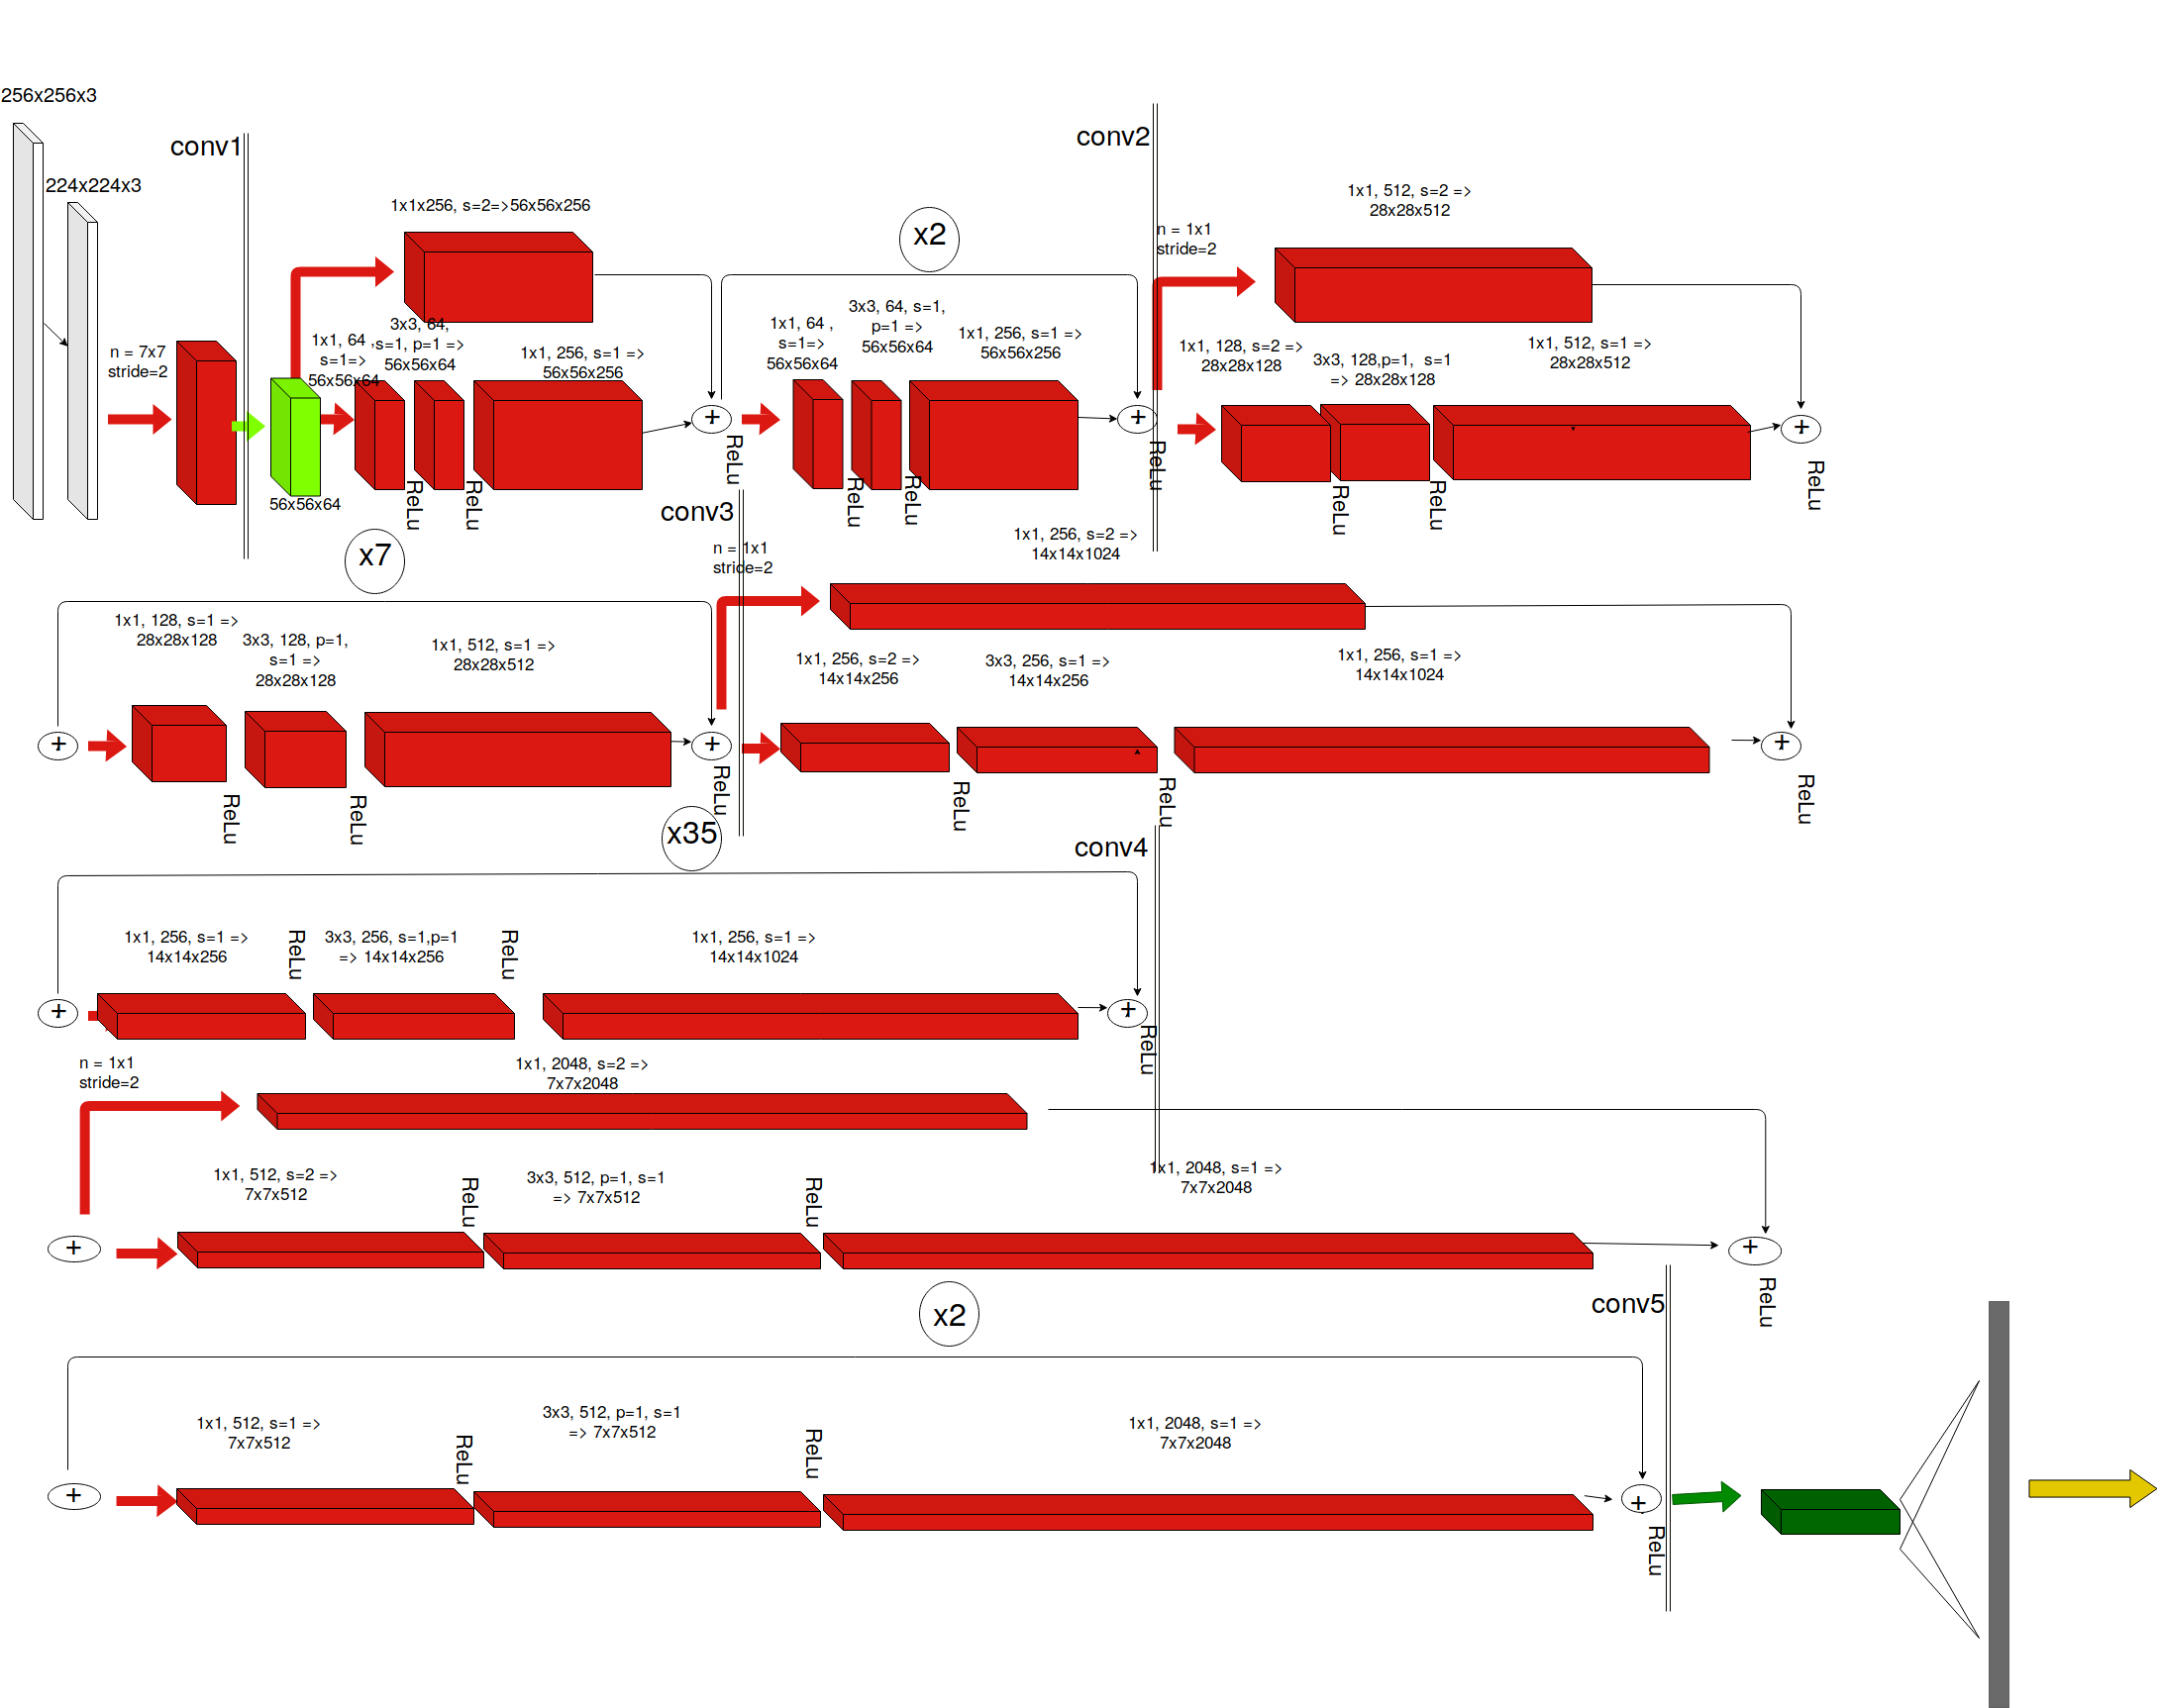 256x256x3
224x224x3
conv1
n = 7x7
stride=2
56x56x64
1x1x256, s=2=>56x56x256
1x1, 64 ,
s=1=>
56x56x64
3x3, 64,
s=1, p=1 =>
56x56x64
1x1, 256, s=1 =>
56x56x256
ReLu
ReLu
+
ReLu
x2
1x1, 64 ,
s=1=>
56x56x64
3x3, 64, s=1,
p=1 =>
56x56x64
1x1, 256, s=1 =>
56x56x256
ReLu
ReLu
+
ReLu
conv2
n = 1x1
stride=2
1x1, 512, s=2 =>
28x28x512
1x1, 128, s=2 =>
28x28x128
3x3, 128,p=1, s=1
=> 28x28x128
1x1, 512, s=1 =>
28x28x512
ReLu
ReLu
+
ReLu
x7
+
1x1, 128, s=1 =>
28x28x128
3x3, 128, p=1,
s=1 =>
28x28x128
1x1, 512, s=1 =>
28x28x512
ReLu
ReLu
+
ReLu
conv3
n = 1x1
stride=2
1x1, 256, s=2 =>
14x14x1024
1x1, 256, s=2 =>
14x14x256
3x3, 256, s=1 =>
14x14x256
1x1, 256, s=1 =>
14x14x1024
ReLu
ReLu
+
ReLu
x35
+
1x1, 256, s=1 =>
14x14x256
ReLu
3x3, 256, s=1,p=1
=> 14x14x256
ReLu
1x1, 256, s=1 =>
14x14x1024
+
ReLu
conv4
n = 1x1
stride=2
1x1, 2048, s=2 =>
7x7x2048
+
1x1, 512, s=2 =>
7x7x512
ReLu
3x3, 512, p=1, s=1
=> 7x7x512
ReLu
1x1, 2048, s=1 =>
7x7x2048
+
ReLu
x2
conv5
+
1x1, 512, s=1 =>
7x7x512
ReLu
3x3, 512, p=1, s=1
=> 7x7x512
ReLu
1x1, 2048, s=1 =>
7x7x2048
+
ReLu